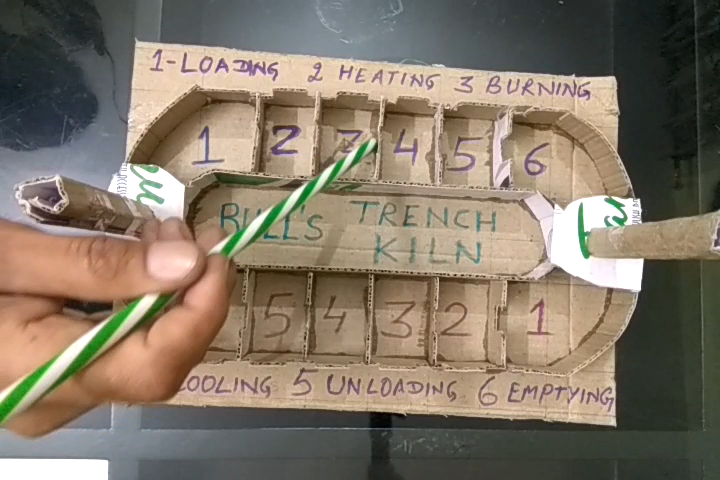 1-LOADING 2 HEATING 3 BURNING
1 2 3 4 5 6
BULL'S TRENCH
KILN
5 4 3 2 1
COOLING 5 UNLOADING 6 EMPTYING